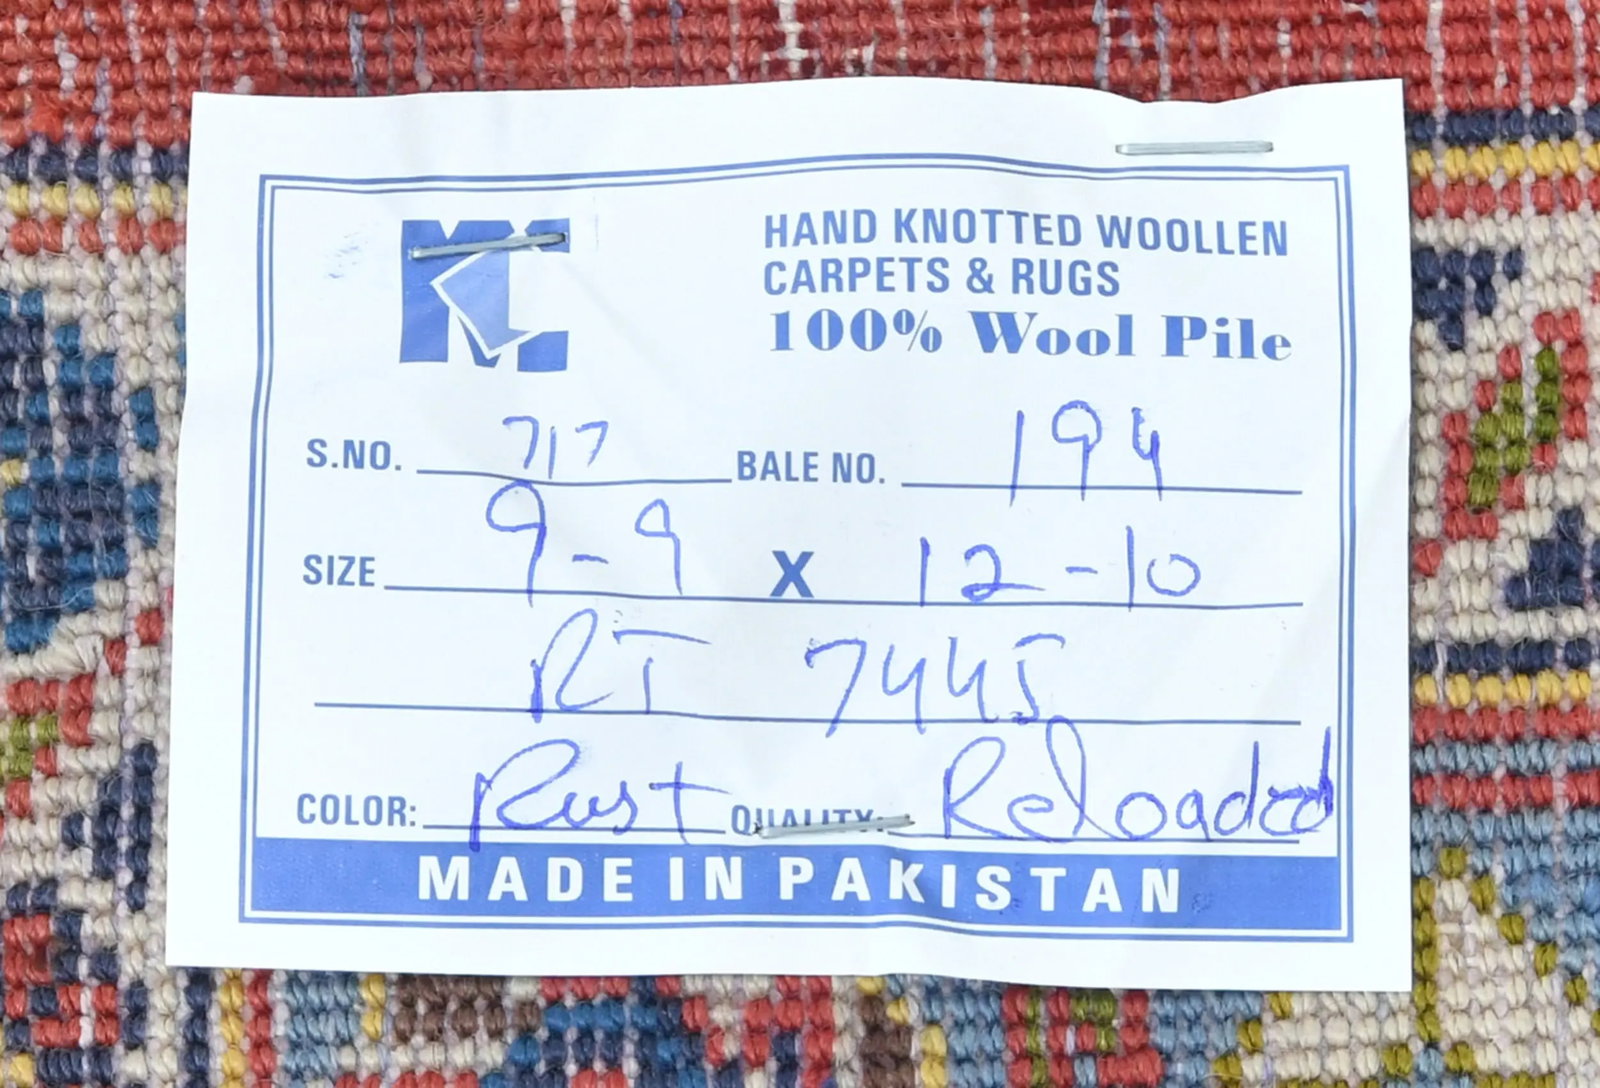 HAND KNOTTED WOOLLEN
CARPETS & RUGS
100% Wool Pile
S.NO. 717 BALE NO. 194
SIZE 9-9 X 12-10
RT 7445
COLOR: Rust QUALITY: Reloaded
MADE IN PAKISTAN